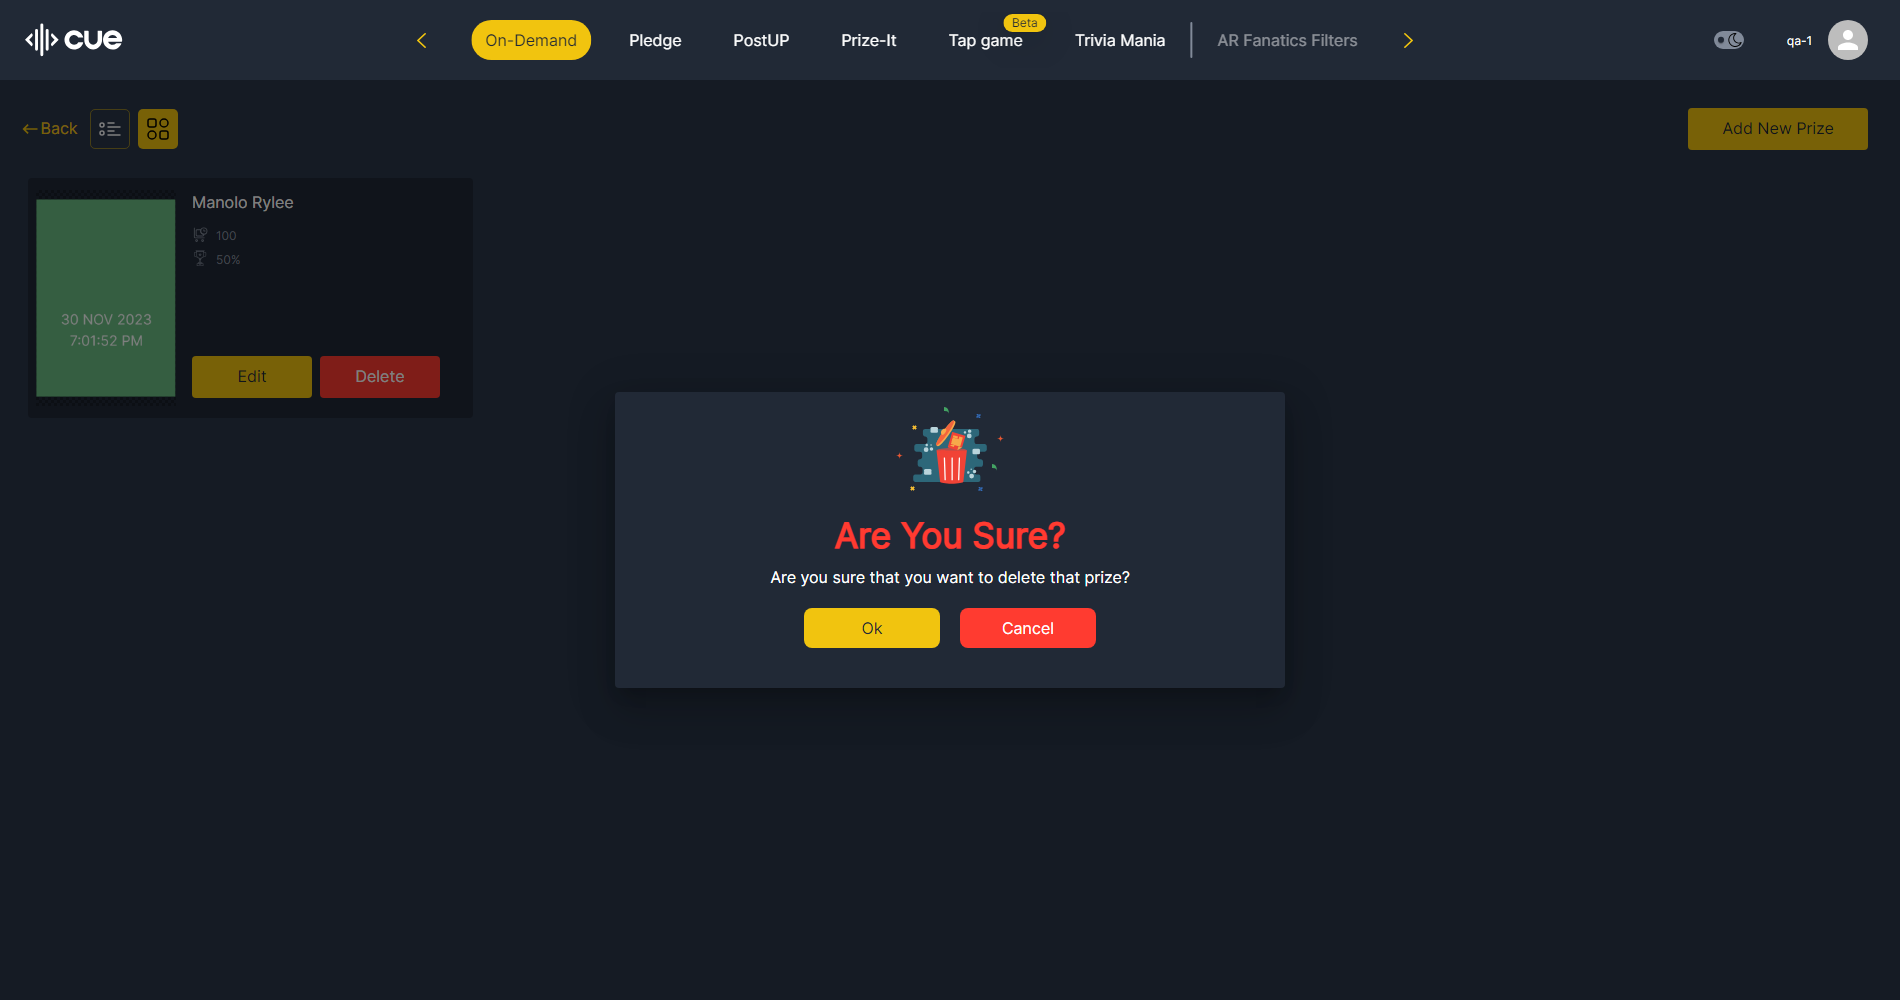 cue
On-Demand
Pledge
PostUP
Prize-It
Tap game
Beta
Trivia Mania
AR Fanatics Filters
qa-1
Back
Add New Prize
Manolo Rylee
100
50%
30 NOV 2023
7:01:52 PM
Edit
Delete
Are You Sure?
Are you sure that you want to delete that prize?
Ok
Cancel